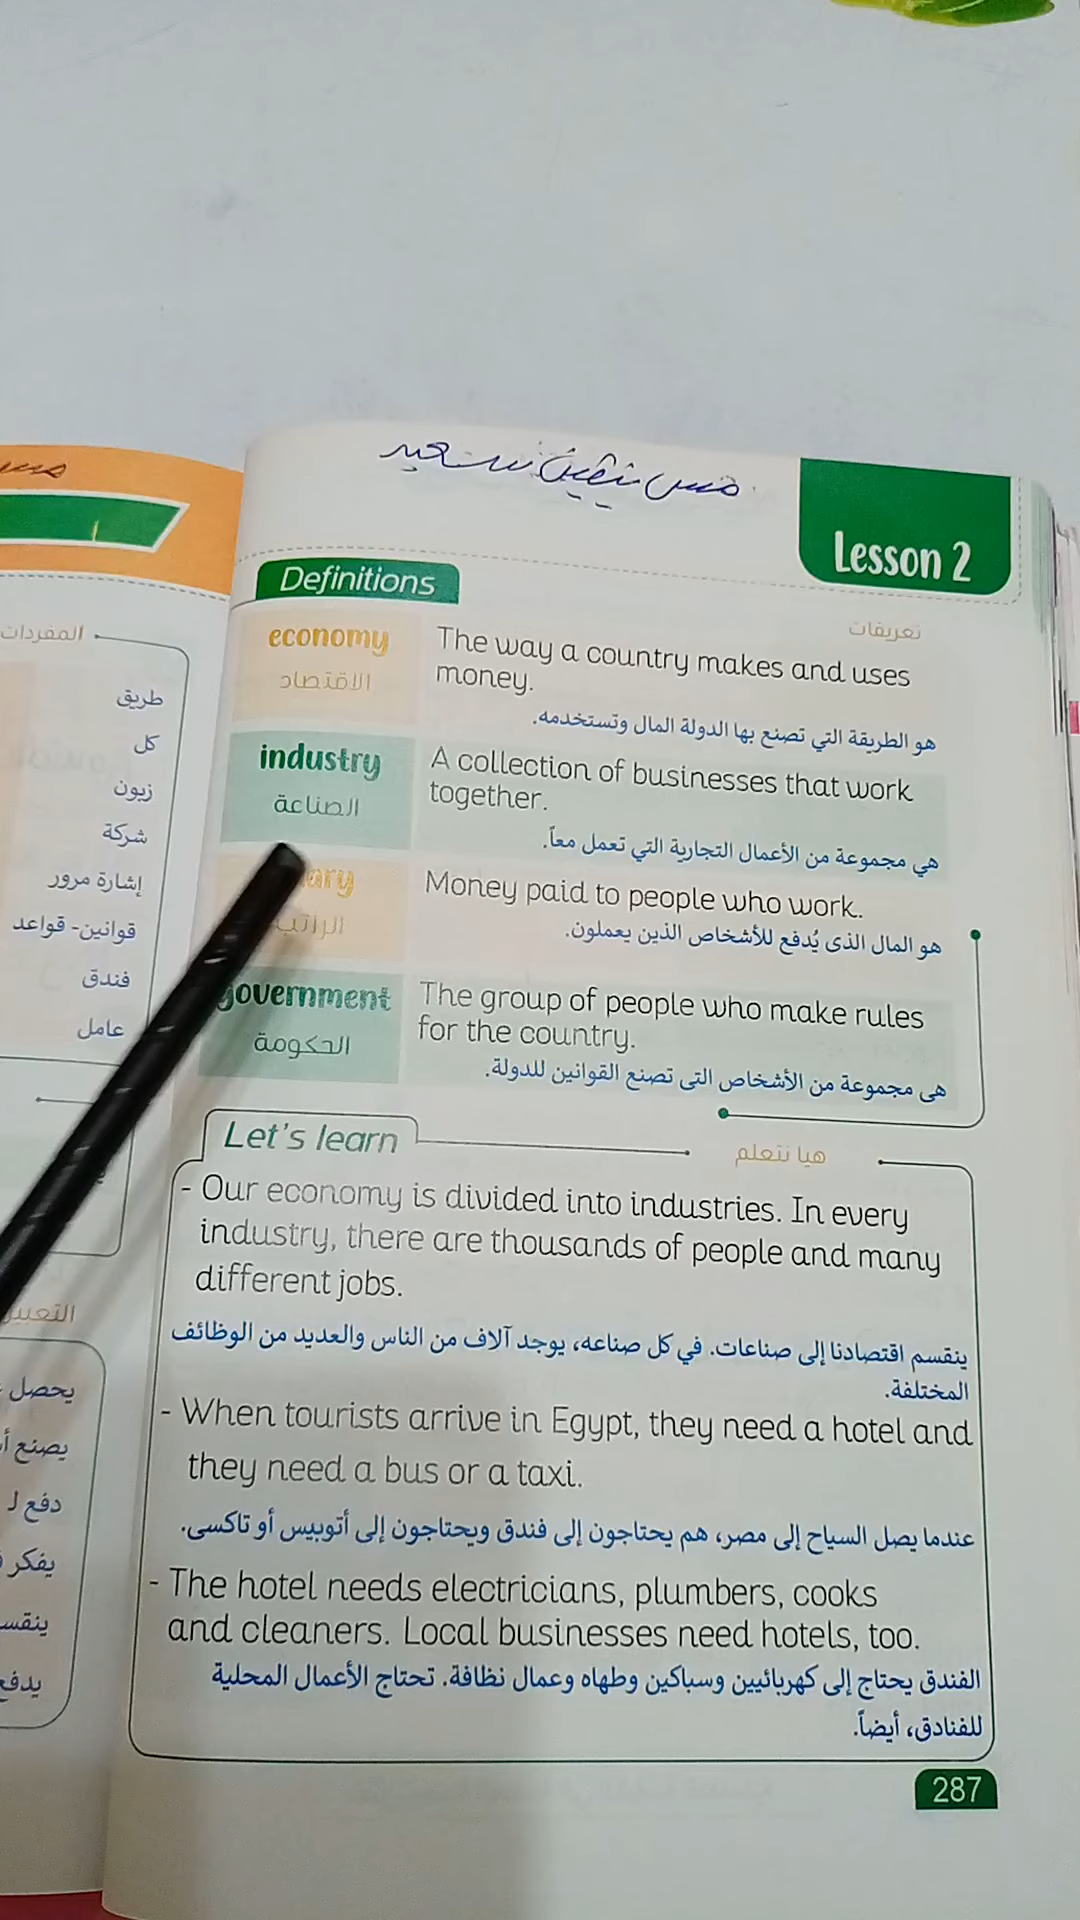 سعيد
Lesson 2
Definitions
تعريفات
economy
الاقتصاد
The way a country makes and uses
money.
هو الطريقة التي تصنع بها الدولة المال وتستخدمه.
industry
الصناعة
A collection of businesses that work
together.
هي مجموعة من الأعمال التجارية التي تعمل معاً.
الراتب
Money paid to people who work.
هو المال الذى يُدفع للأشخاص الذين يعملون.
government
الحكومة
The group of people who make rules
for the country.
هى مجموعة من الأشخاص التى تصنع القوانين للدولة.
Let's learn
هيا نتعلم
- Our economy is divided into industries. In every
industry, there are thousands of people and many
different jobs.
ينقسم اقتصادنا إلى صناعات. في كل صناعه، يوجد آلاف من الناس والعديد من الوظائف
المختلفة.
- When tourists arrive in Egypt, they need a hotel and
they need a bus or a taxi.
عندما يصل السياح إلى مصر، هم يحتاجون إلى فندق ويحتاجون إلى أتوبيس أو تاكسى.
- The hotel needs electricians, plumbers, cooks
and cleaners. Local businesses need hotels, too.
الفندق يحتاج إلى كهربائيين وسباكين وطهاه وعمال نظافة. تحتاج الأعمال المحلية
للفنادق، أيضاً.
287
المفردات
طريق
كل
زبون
شركة
إشارة مرور
قوانين- قواعد
فندق
عامل
يحصل
يصنع
دفع لـ
يفكر